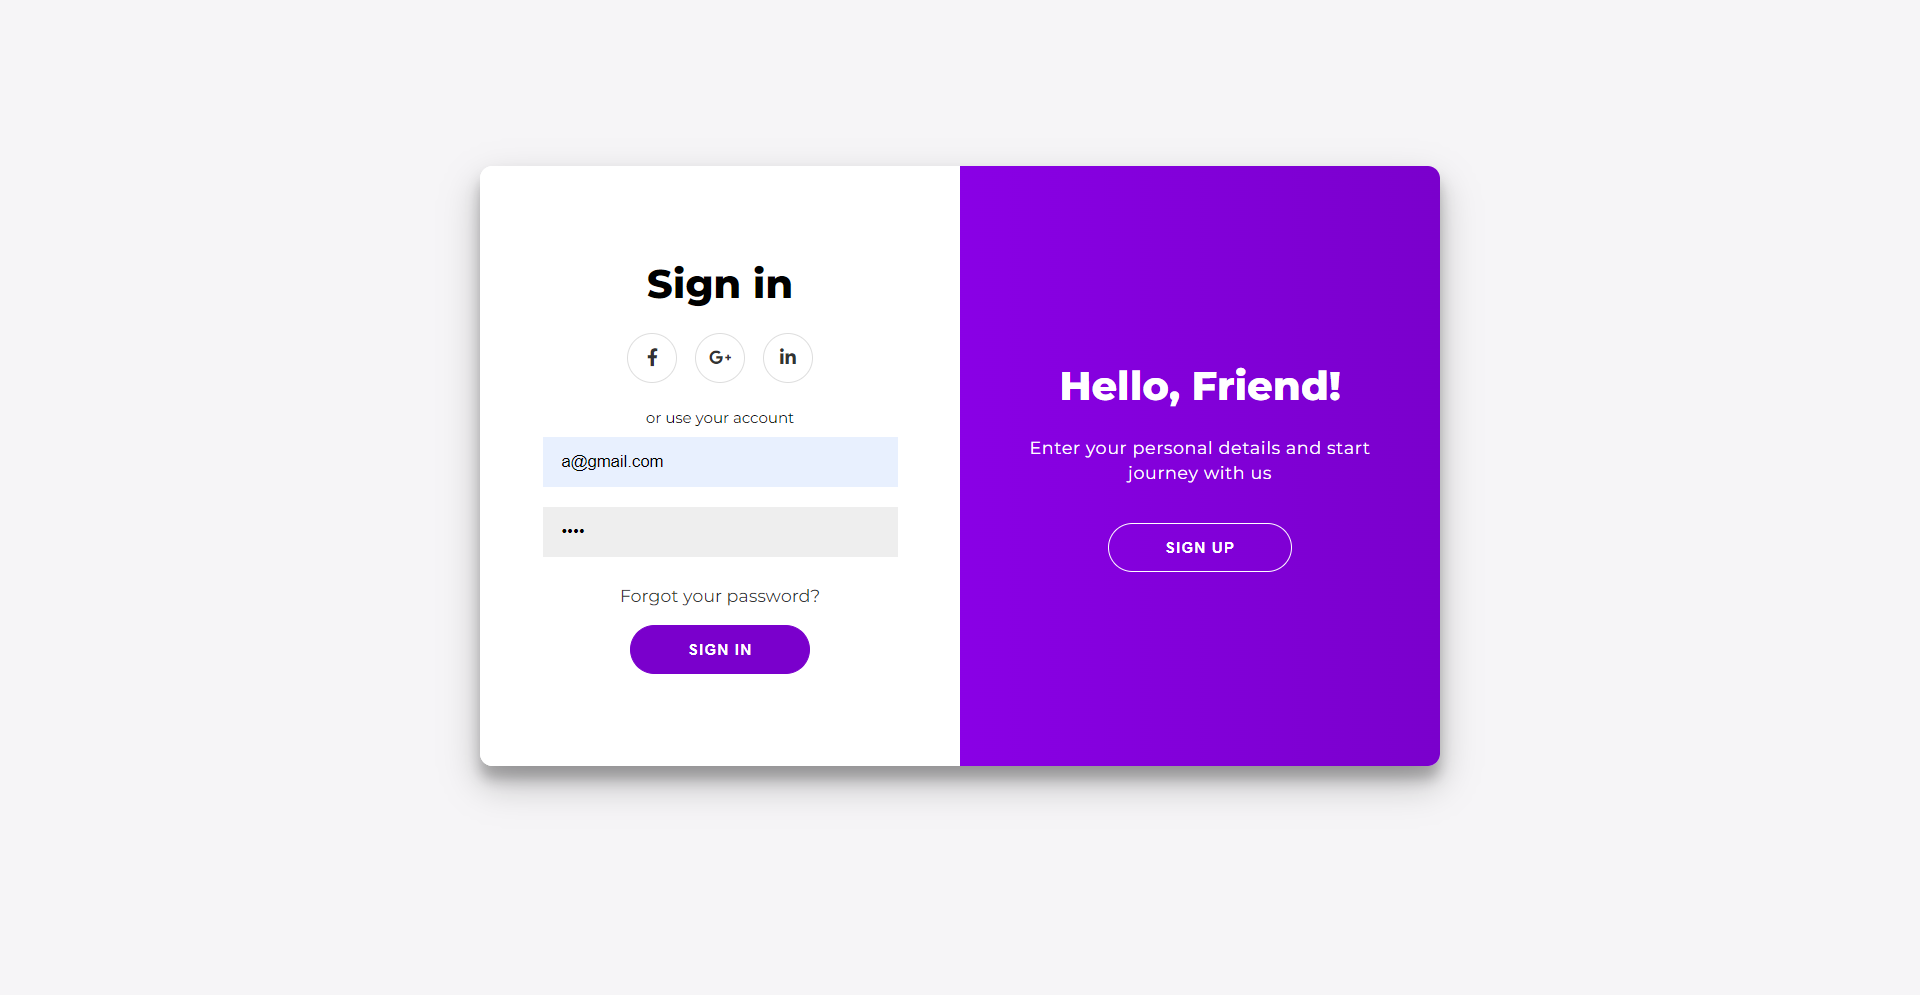 Sign in
f
G+
in
or use your account
a@gmail.com
••••
Forgot your password?
SIGN IN
Hello, Friend!
Enter your personal details and start
journey with us
SIGN UP